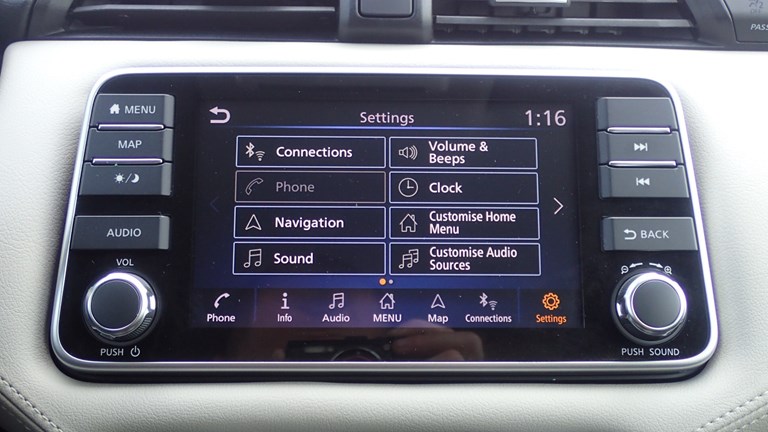 PASS
MENU
MAP
AUDIO
VOL
PUSH
Settings
1:16
Connections
Volume &
Beeps
Phone
Clock
Navigation
Customise Home
Menu
Sound
Customise Audio
Sources
Phone
Info
Audio
MENU
Map
Connections
Settings
BACK
PUSH SOUND